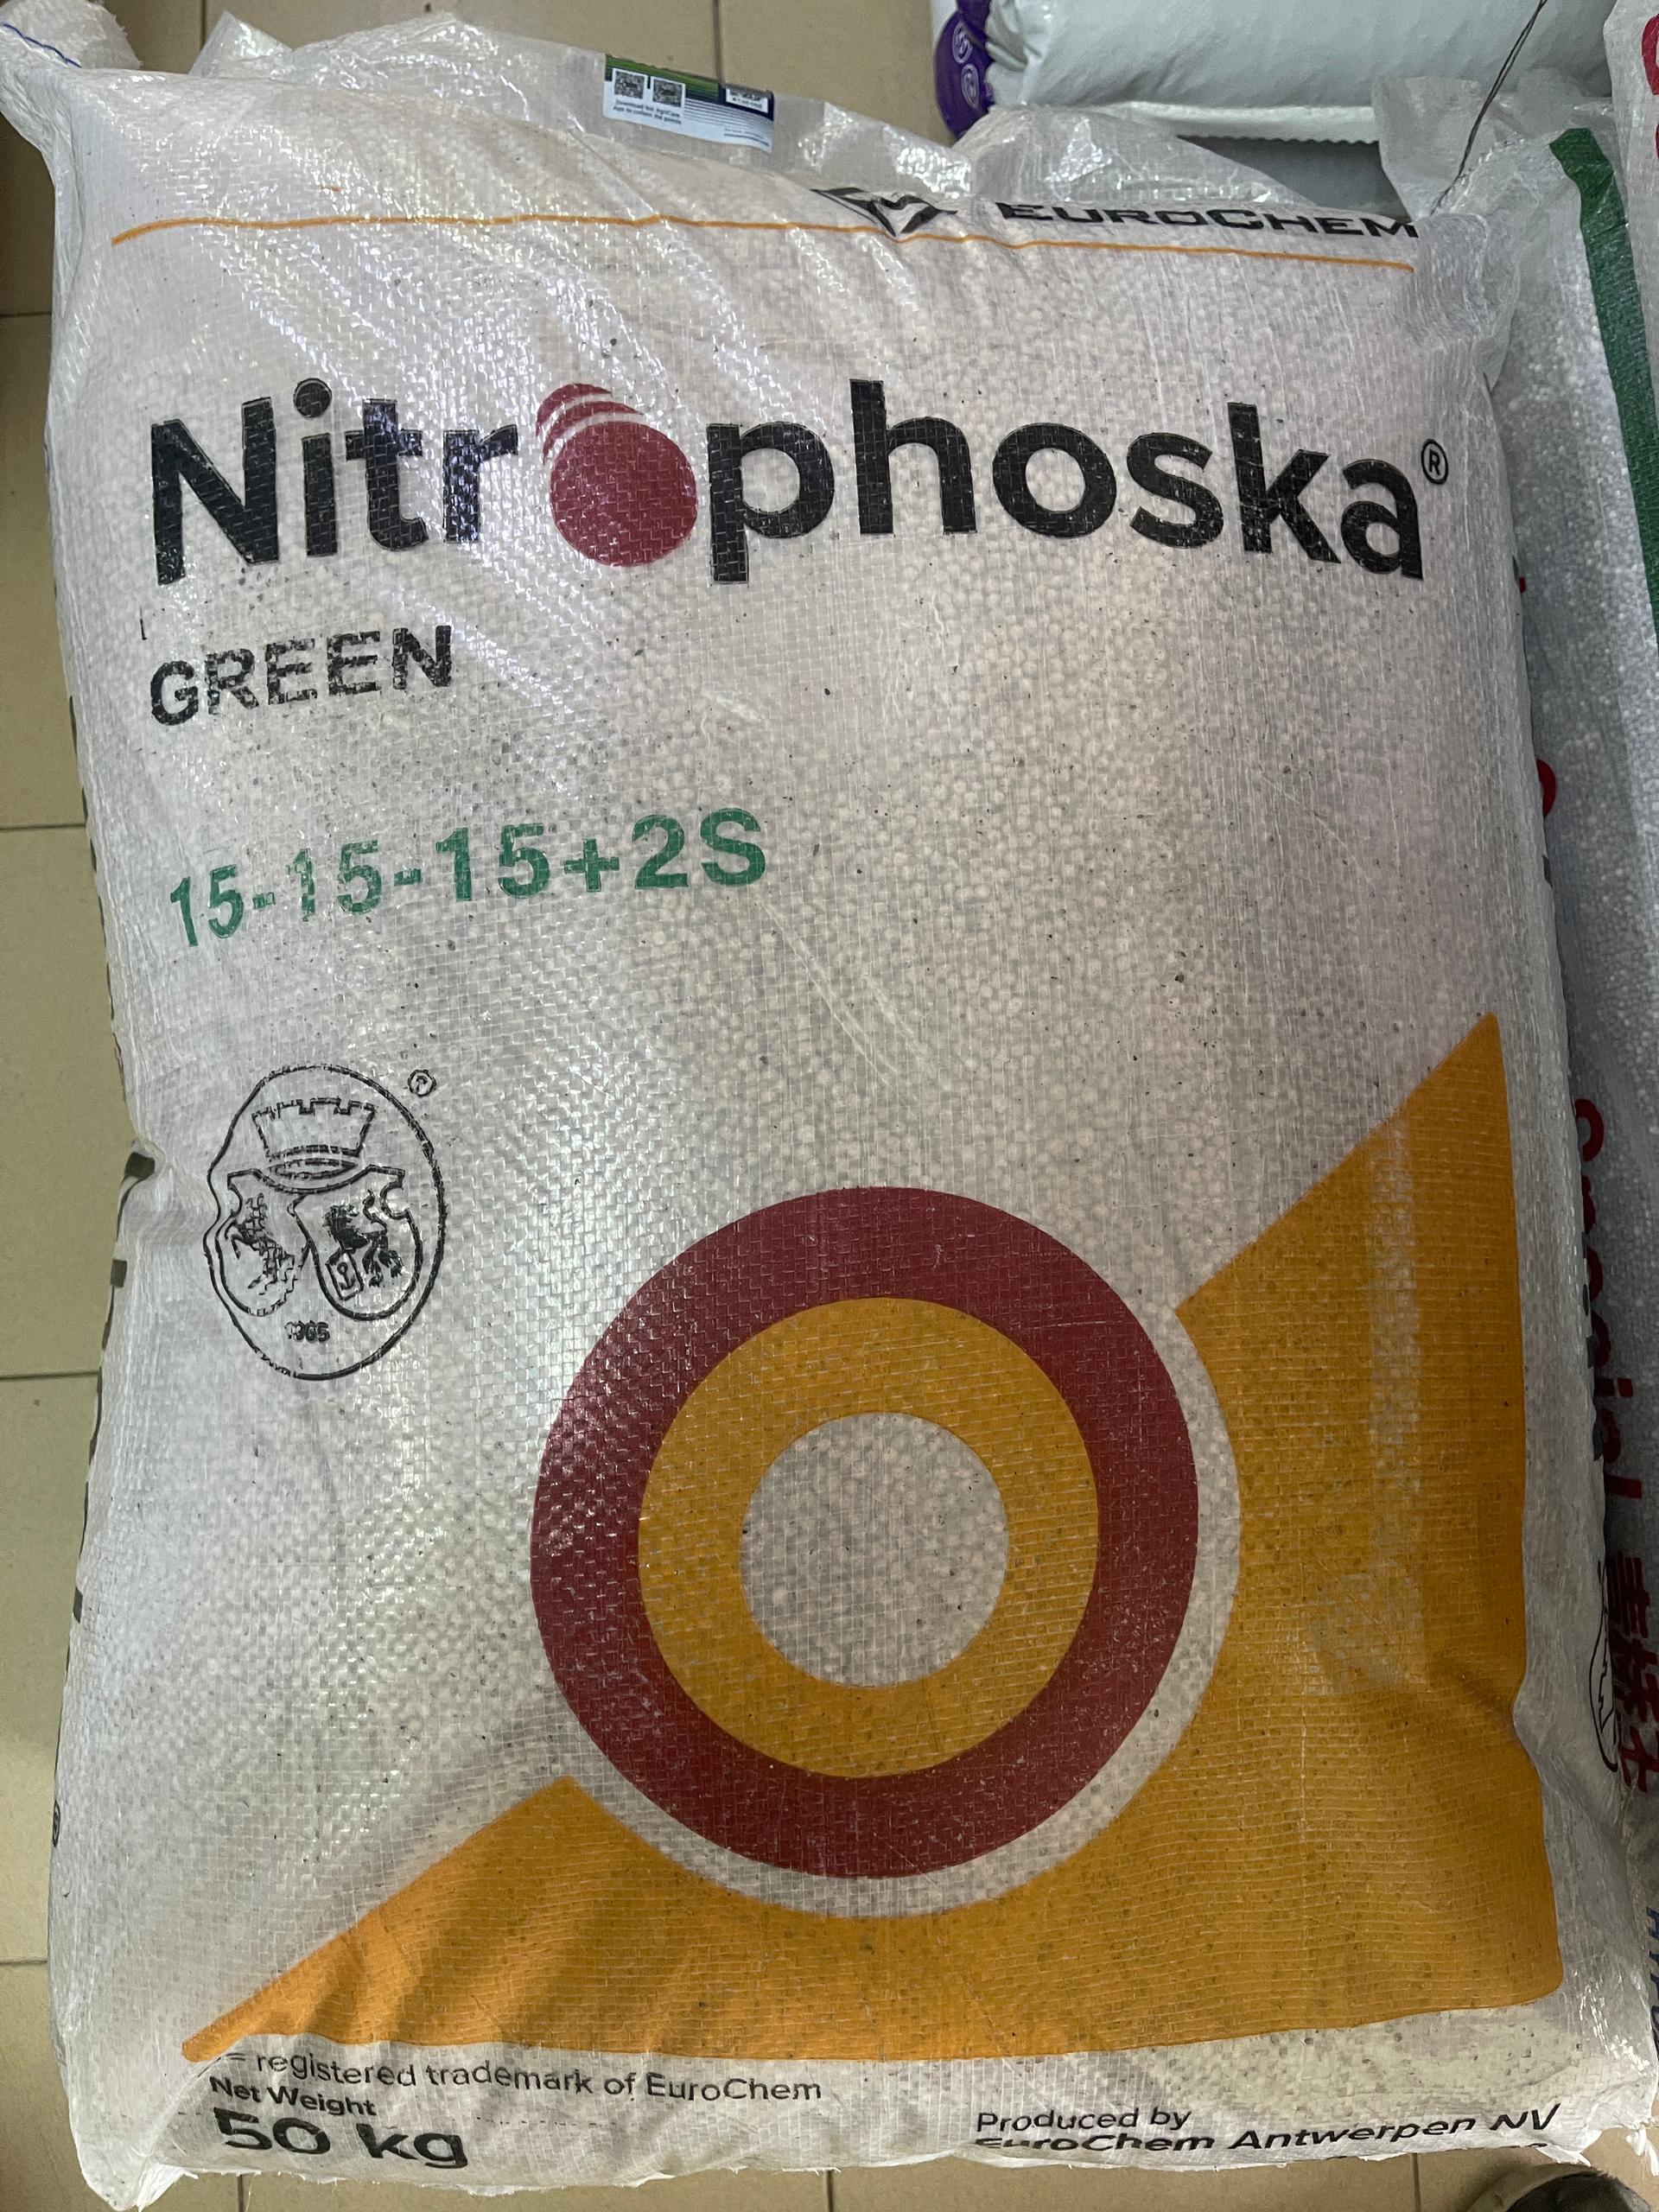 EUROCHEM
Nitrophoska®
GREEN
15-15-15+2S
®
1965
= registered trademark of EuroChem
Net Weight
50 kg
Produced by
EuroChem Antwerpen NV